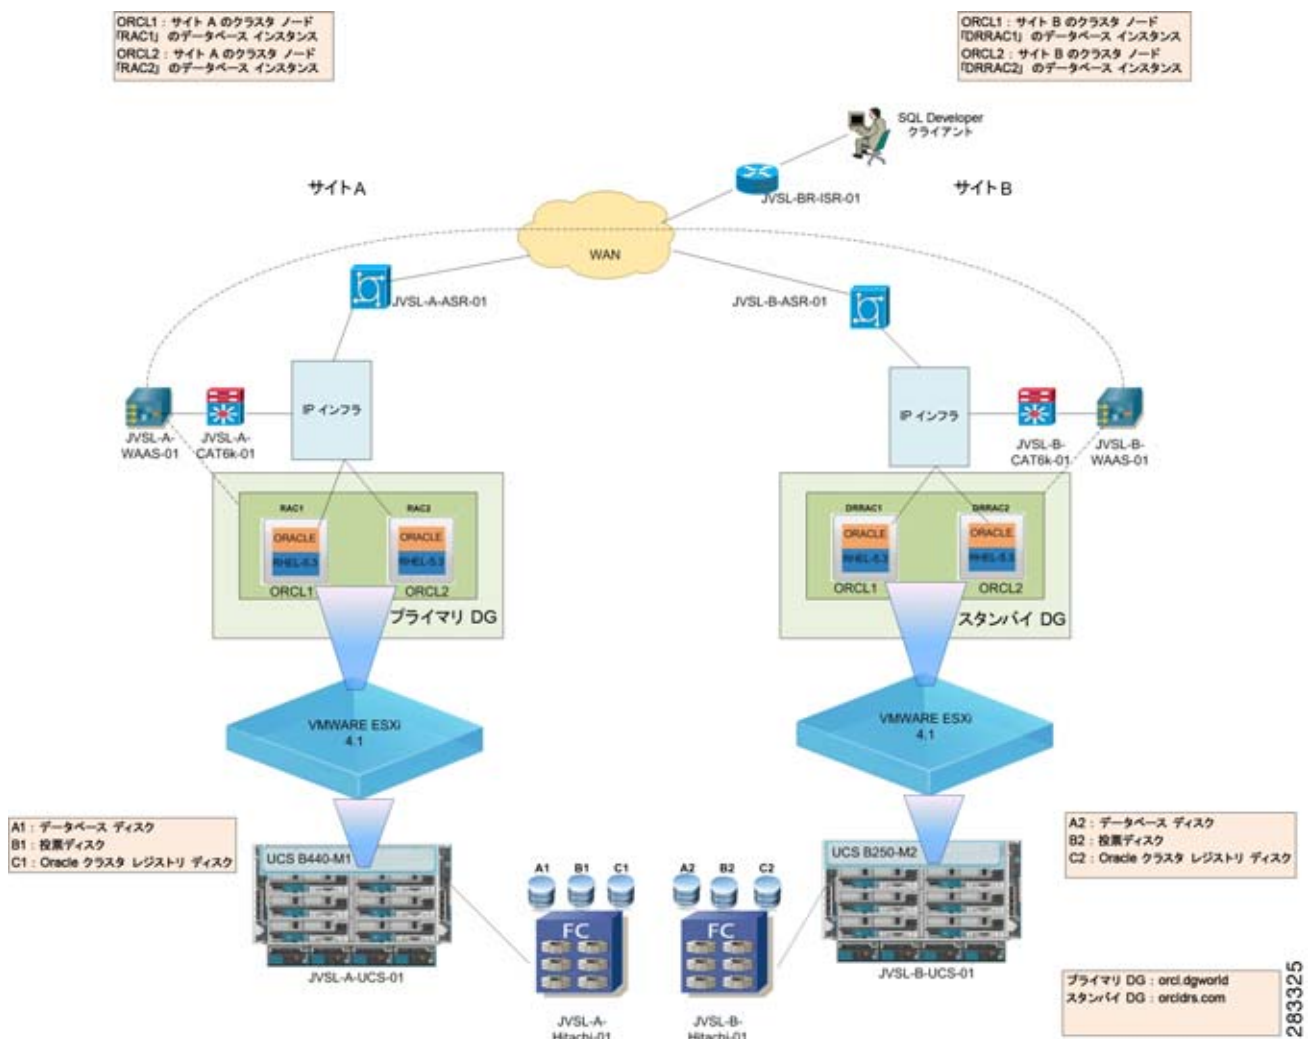 ORCL1 : サイト A のクラスタ ノード
「RAC1」 のデータベース インスタンス
ORCL2 : サイト A のクラスタ ノード
「RAC2」 のデータベース インスタンス
ORCL1 : サイト B のクラスタ ノード
「DRRAC1」 のデータベース インスタンス
ORCL2 : サイト B のクラスタ ノード
「DRRAC2」 のデータベース インスタンス
SQL Developer
クライアント
サイト A
サイト B
JVSL-BR-ISR-01
WAN
JVSL-A-ASR-01
JVSL-B-ASR-01
IP インフラ
IP インフラ
JVSL-A-
WAAS-01
JVSL-A-
CAT6k-01
JVSL-B-
CAT6k-01
JVSL-B-
WAAS-01
RAC1
RAC2
ORACLE
RHEL-5.3
ORACLE
RHEL-5.3
ORCL1
ORCL2
プライマリ DG
DRRAC1
DRRAC2
ORACLE
RHEL-5.3
ORACLE
RHEL-5.3
ORCL1
ORCL2
スタンバイ DG
VMWARE ESXi
4.1
VMWARE ESXi
4.1
A1 : データベース ディスク
B1 : 投票ディスク
C1 : Oracle クラスタ レジストリ ディスク
A2 : データベース ディスク
B2 : 投票ディスク
C2 : Oracle クラスタ レジストリ ディスク
UCS B440-M1
UCS B250-M2
A1
B1
C1
A2
B2
C2
FC
FC
JVSL-A-UCS-01
JVSL-B-UCS-01
JVSL-A-
Hitachi-01
JVSL-B-
Hitachi-01
プライマリ DG : orcl.dgworld
スタンバイ DG : orcldrs.com
283325